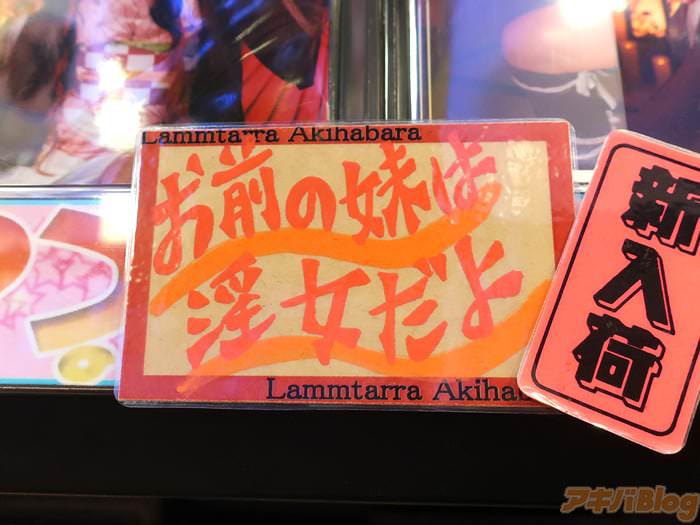 Lammtarra Akihabara
お前の妹は
淫女だよ
Lammtarra Akihab
新入荷
アキバBlog